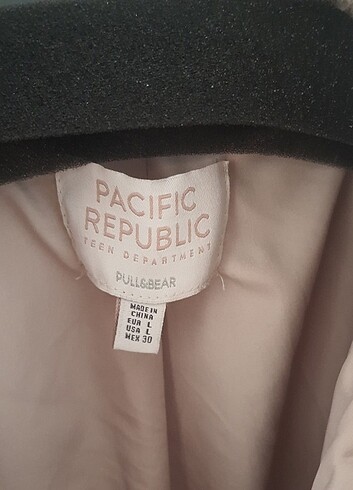 PACIFIC
REPUBLIC
TEEN DEPARTMENT
PULL&BEAR
MADE IN
CHINA
EUR L
USA L
MEX 30